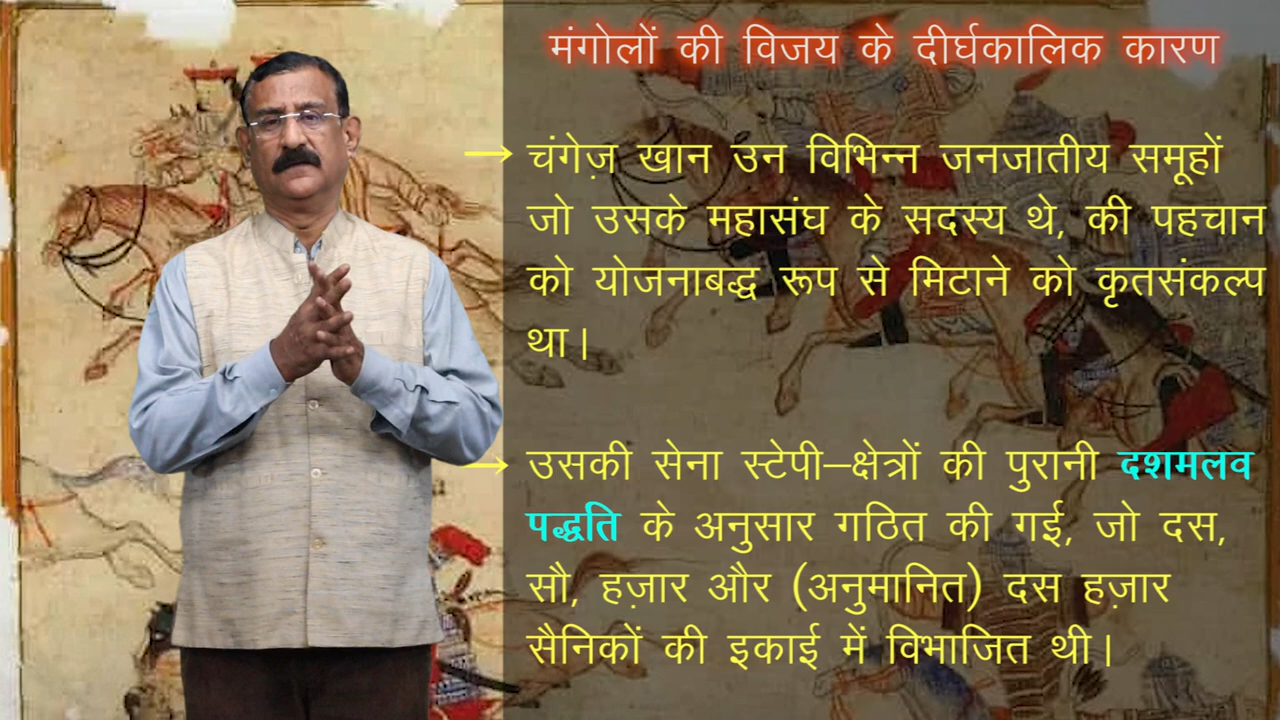 मंगोलों की विजय के दीर्घकालिक कारण
→ चंगेज़ खान उन विभिन्न जनजातीय समूहों
जो उसके महासंघ के सदस्य थे, की पहचान
को योजनाबद्ध रूप से मिटाने को कृतसंकल्प
था।
→ उसकी सेना स्टेपी–क्षेत्रों की पुरानी दशमलव
पद्धति के अनुसार गठित की गई, जो दस,
सौ, हज़ार और (अनुमानित) दस हज़ार
सैनिकों की इकाई में विभाजित थी।